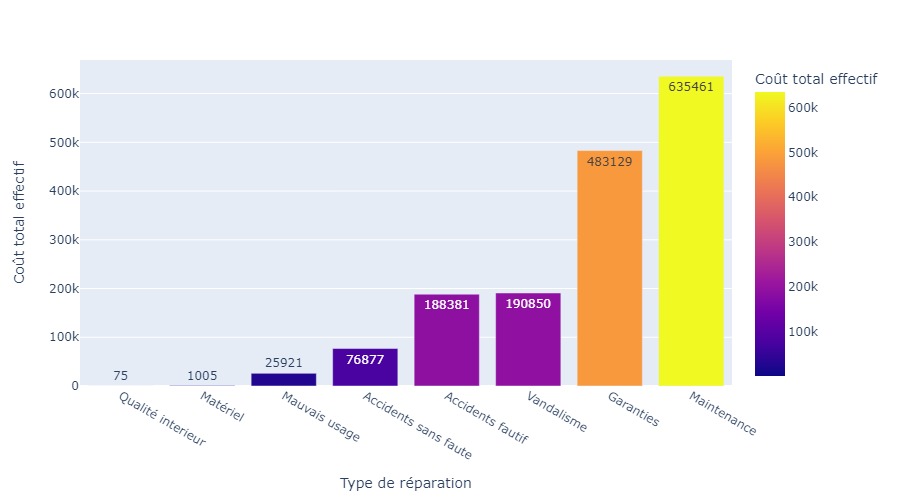 Coût total effectif
600k
500k
400k
300k
200k
100k
0
75
1005
25921
76877
188381
190850
483129
635461
Qualité interieur
Matériel
Mauvais usage
Accidents sans faute
Accidents fautif
Vandalisme
Garanties
Maintenance
Type de réparation
Coût total effectif
600k
500k
400k
300k
200k
100k